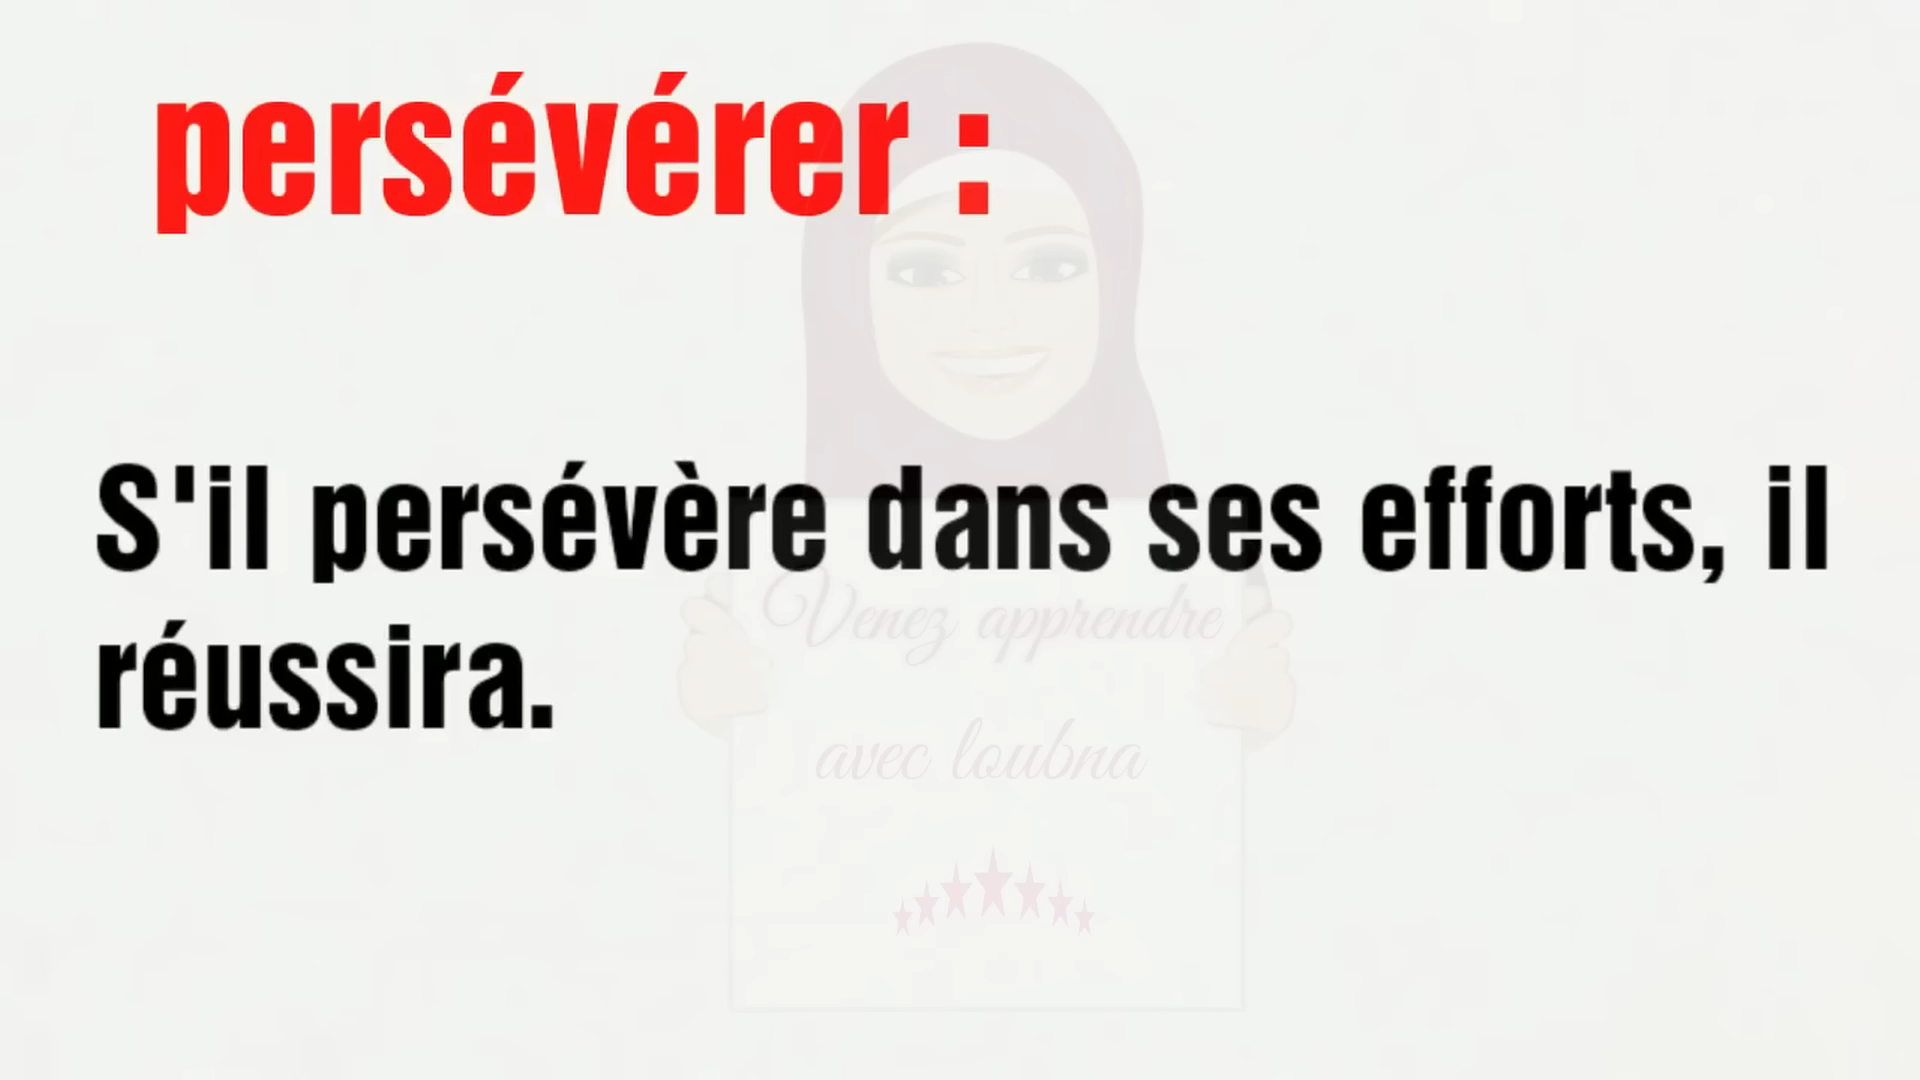 persévérer :
S'il persévère dans ses efforts, il
réussira.
Venez apprendre
avec loubna